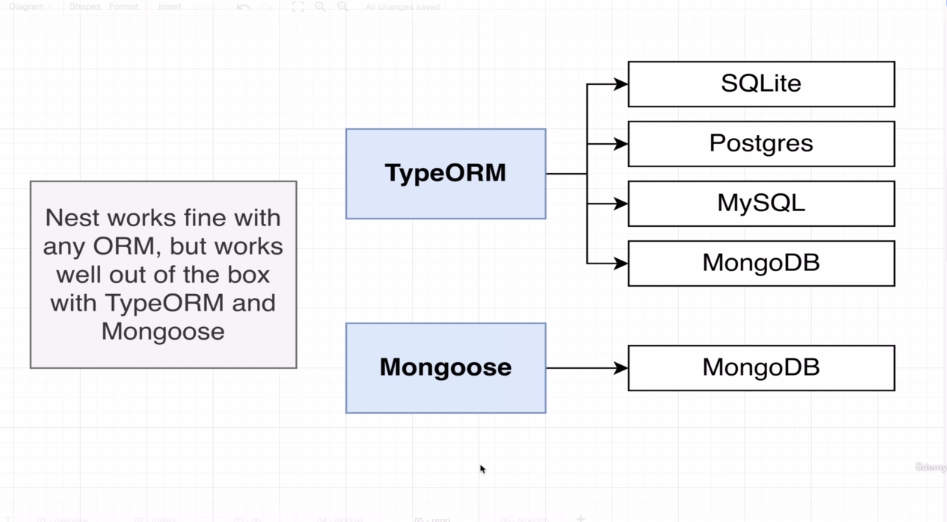 Diagram Shapes Format Insert All changes saved
SQLite
Postgres
TypeORM
MySQL
MongoDB
Nest works fine with
any ORM, but works
well out of the box
with TypeORM and
Mongoose
Mongoose
MongoDB
Udemy